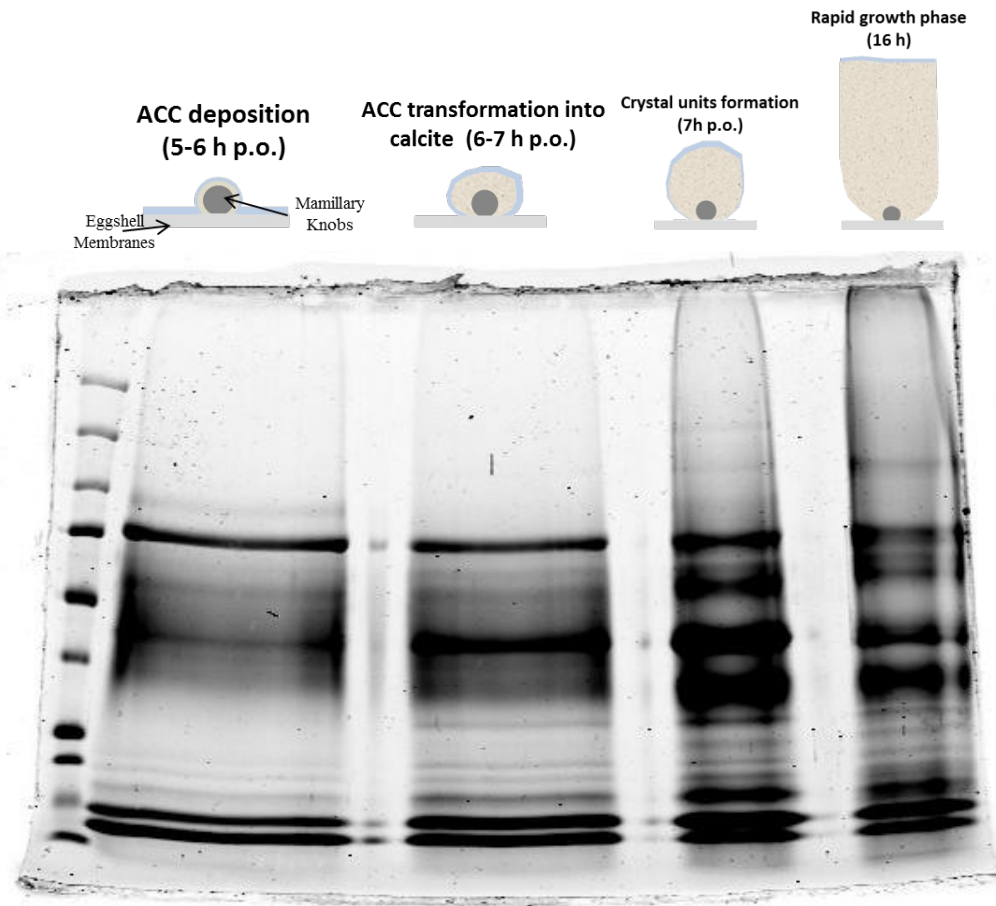 Rapid growth phase
(16 h)
ACC deposition
(5-6 h p.o.)
ACC transformation into
calcite  (6-7 h p.o.)
Crystal units formation
(7h p.o.)
Mamillary
Knobs
Eggshell
Membranes